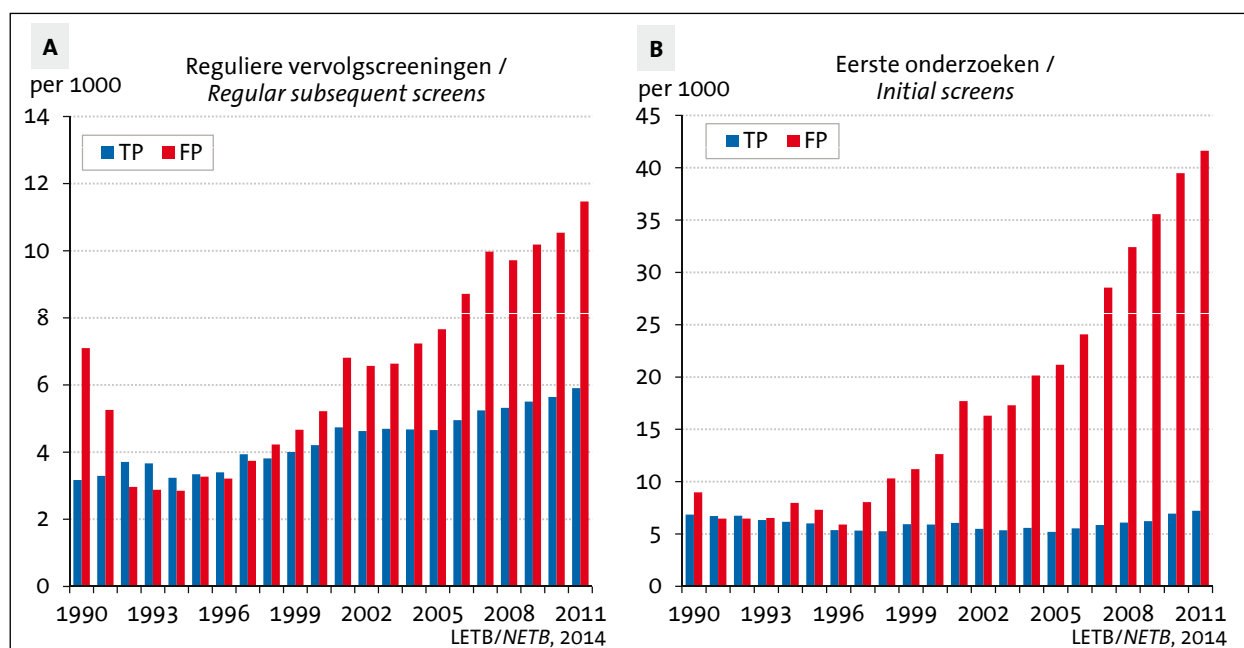 A
Reguliere vervolgscreeningen /
Regular subsequent screens
per 1000
14
12
10
8
6
4
2
0
TP FP
1990 1993 1996 1999 2002 2005 2008 2011
LETB/NETB, 2014
B
Eerste onderzoeken /
Initial screens
per 1000
45
40
35
30
25
20
15
10
5
0
TP FP
1990 1993 1996 1999 2002 2005 2008 2011
LETB/NETB, 2014